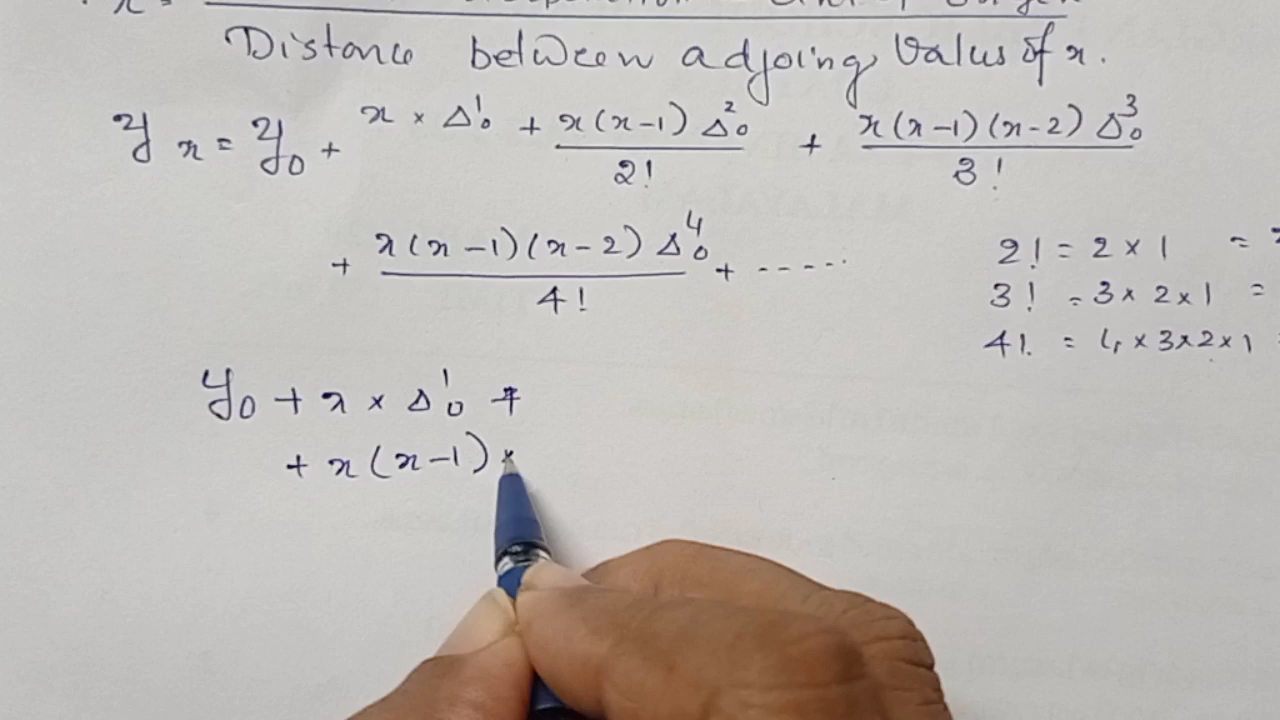 x =
Distance between adjoing Values of x.
y x = y₀ + x × Δ¹₀ + x(x-1) Δ²₀ / 2! + x(x-1)(x-2) Δ³₀ / 3!
+ x(x-1)(x-2) Δ⁴₀ / 4! + ......
2! = 2 × 1 =
3! = 3 × 2 × 1 =
4! = 4 × 3 × 2 × 1
y₀ + x × Δ¹₀ +
+ x(x-1) ×